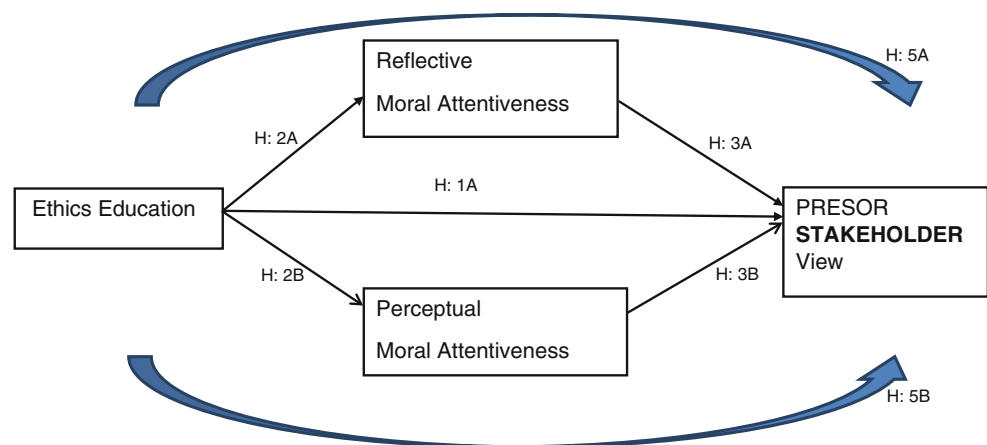 H: 5A
Reflective
Moral Attentiveness
H: 2A
H: 3A
H: 1A
Ethics Education
PRESOR
STAKEHOLDER
View
H: 2B
H: 3B
Perceptual
Moral Attentiveness
H: 5B